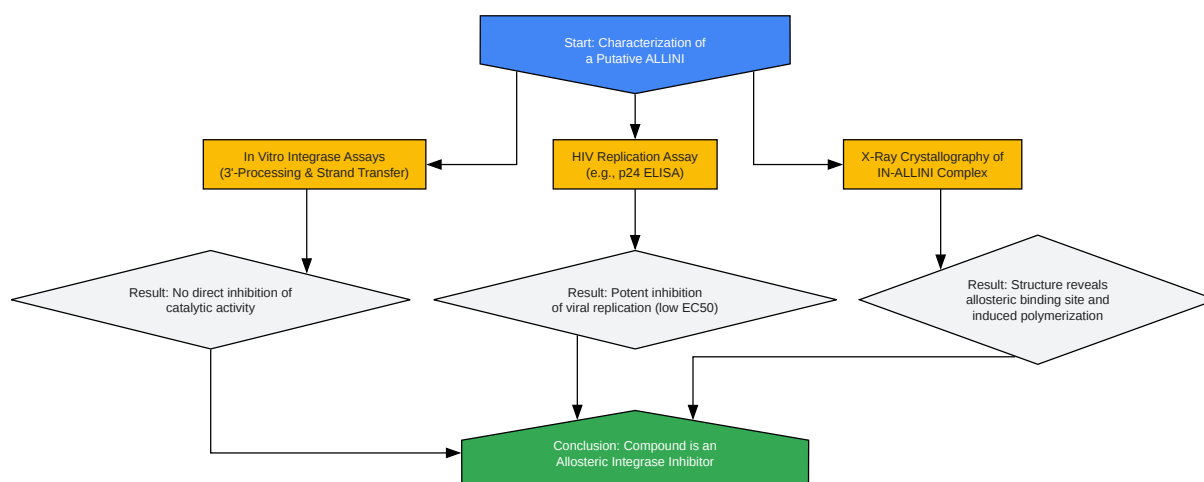 Start: Characterization of
a Putative ALLINI
In Vitro Integrase Assays
(3'-Processing & Strand Transfer)
HIV Replication Assay
(e.g., p24 ELISA)
X-Ray Crystallography of
IN-ALLINI Complex
Result: No direct inhibition of
catalytic activity
Result: Potent inhibition
of viral replication (low EC50)
Result: Structure reveals
allosteric binding site and
induced polymerization
Conclusion: Compound is an
Allosteric Integrase Inhibitor